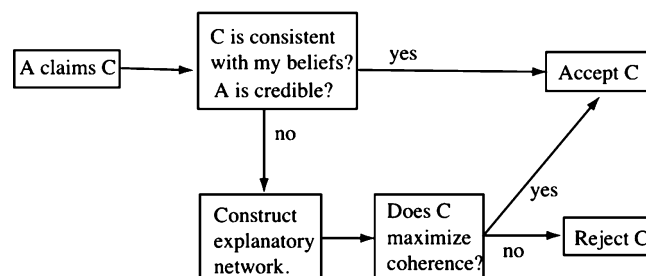 A claims C
C is consistent
with my beliefs?
A is credible?
yes
Accept C
no
Construct
explanatory
network.
Does C
maximize
coherence?
yes
no
Reject C